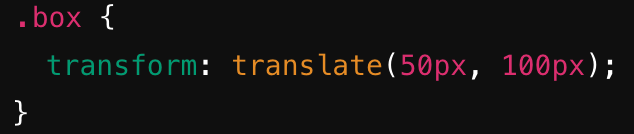 .box {
  transform: translate(50px, 100px);
}